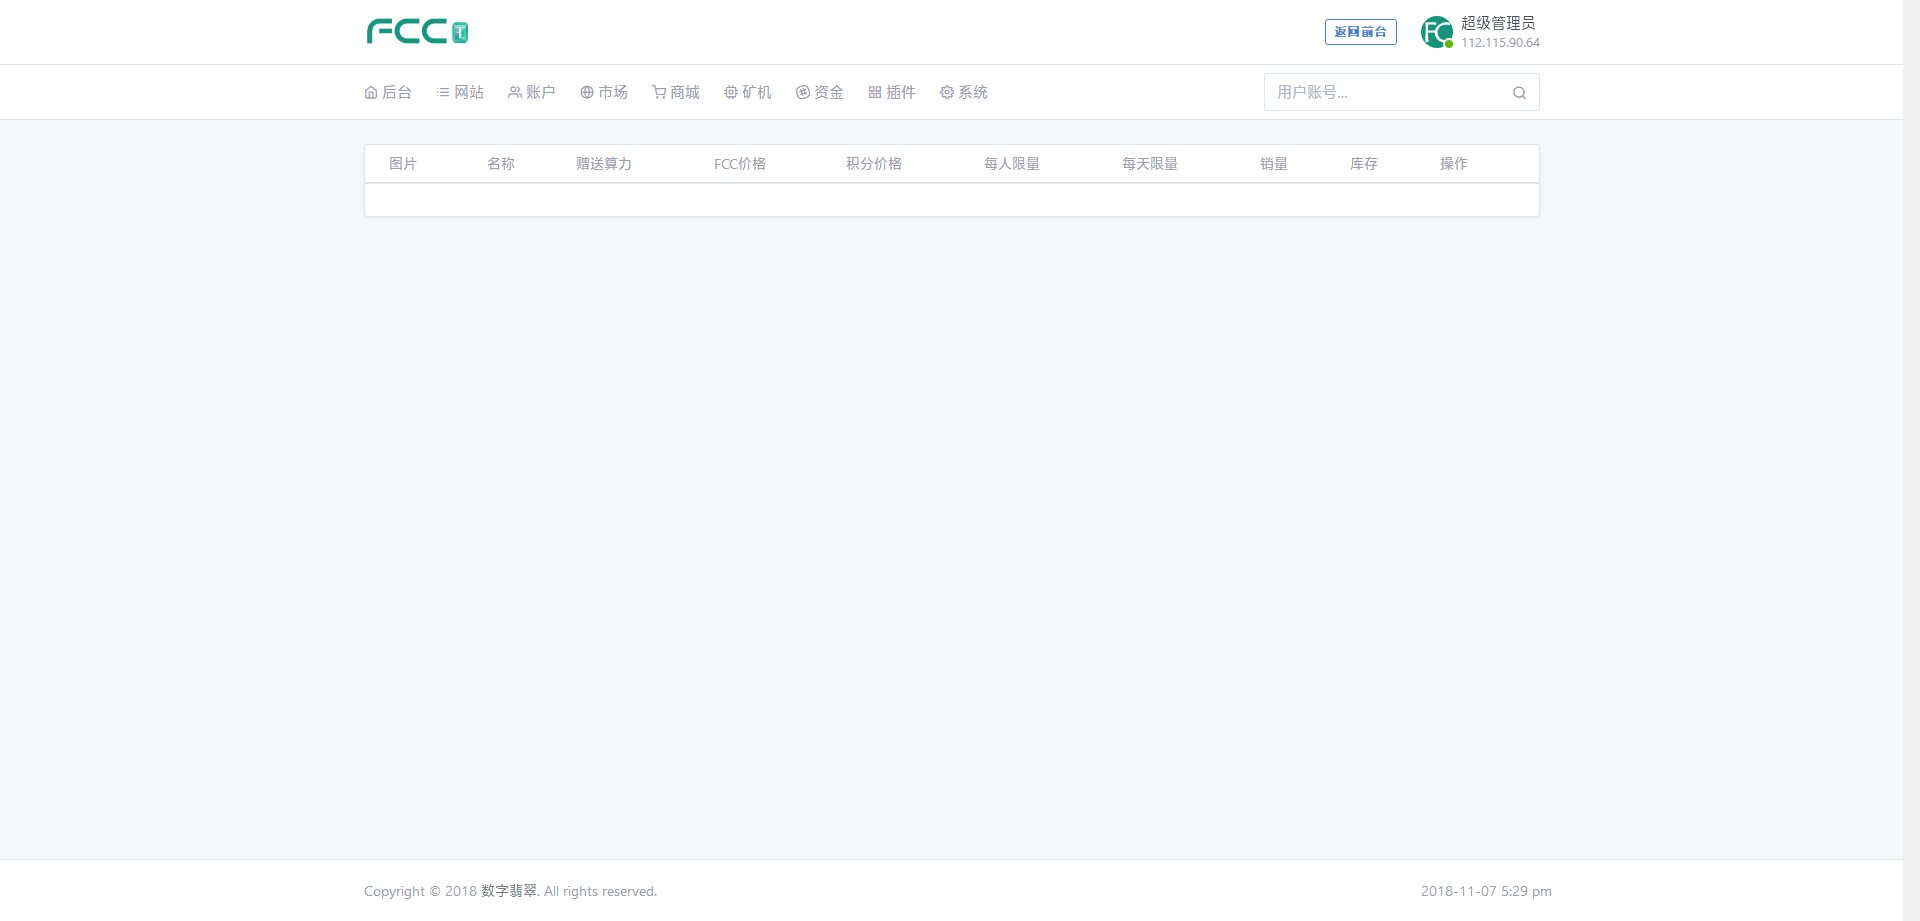 FCC
返回前台
FC
超级管理员
112.115.90.64
后台 网站 账户 市场 商城 矿机 资金 插件 系统
用户账号...
图片 名称 赠送算力 FCC价格 积分价格 每人限量 每天限量 销量 库存 操作
Copyright © 2018 数字翡翠. All rights reserved.
2018-11-07 5:29 pm